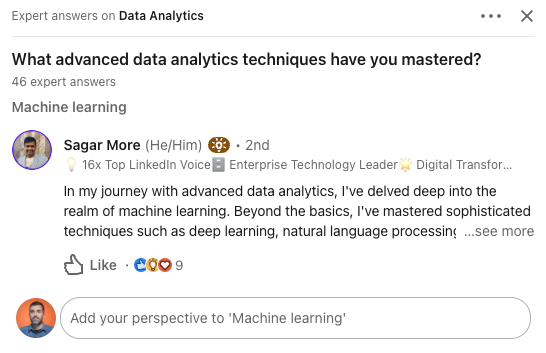 Expert answers on Data Analytics
What advanced data analytics techniques have you mastered?
46 expert answers
Machine learning
Sagar More (He/Him) • 2nd
16x Top LinkedIn Voice Enterprise Technology Leader Digital Transfor...
In my journey with advanced data analytics, I've delved deep into the
realm of machine learning. Beyond the basics, I've mastered sophisticated
techniques such as deep learning, natural language processing ...see more
Like · 9
Add your perspective to 'Machine learning'